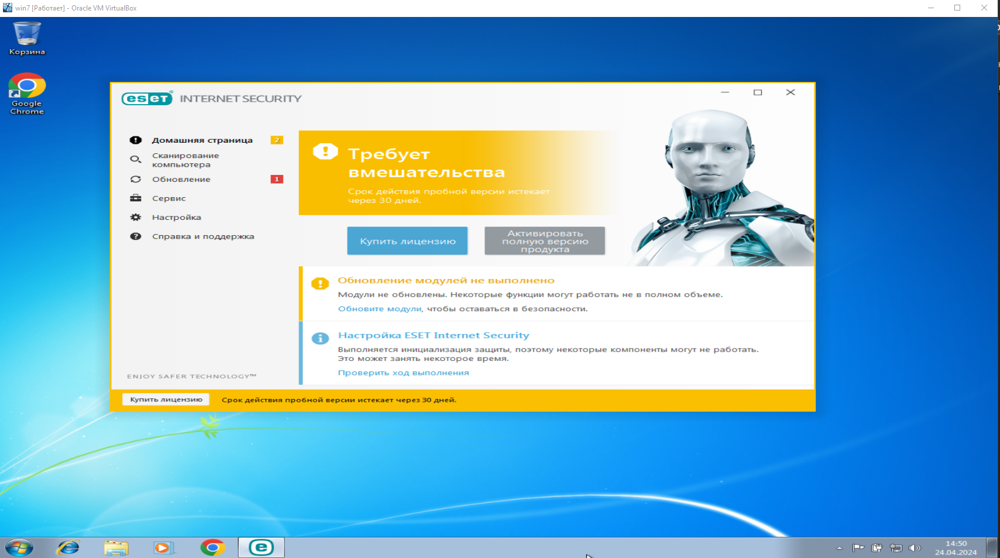 win7 [Работает] - Oracle VM VirtualBox
Корзина
Google
Chrome
eset INTERNET SECURITY
Домашняя страница 2
Сканирование
компьютера
Обновление 1
Сервис
Настройка
Справка и поддержка
ENJOY SAFER TECHNOLOGY™
Требует
вмешательства
Срок действия пробной версии истекает
через 30 дней.
Купить лицензию
Активировать
полную версию
продукта
Обновление модулей не выполнено
Модули не обновлены. Некоторые функции могут работать не в полном объеме.
Обновите модули, чтобы оставаться в безопасности.
Настройка ESET Internet Security
Выполняется инициализация защиты, поэтому некоторые компоненты могут не работать.
Это может занять некоторое время.
Проверить ход выполнения
Купить лицензию Срок действия пробной версии истекает через 30 дней.
14:50
24.04.2024